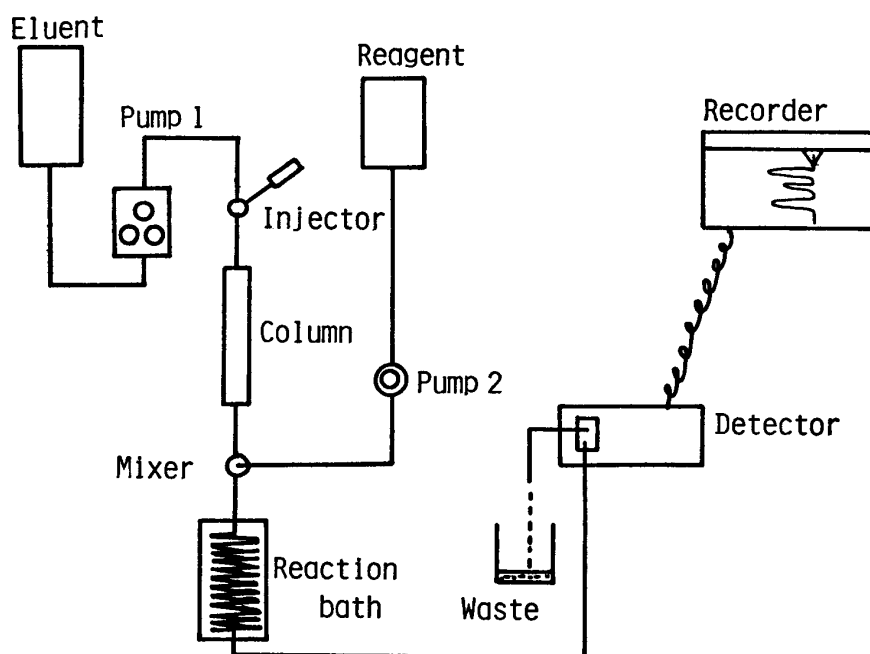 Eluent
Reagent
Pump 1
Recorder
Injector
Column
Pump 2
Detector
Mixer
Reaction
bath
Waste